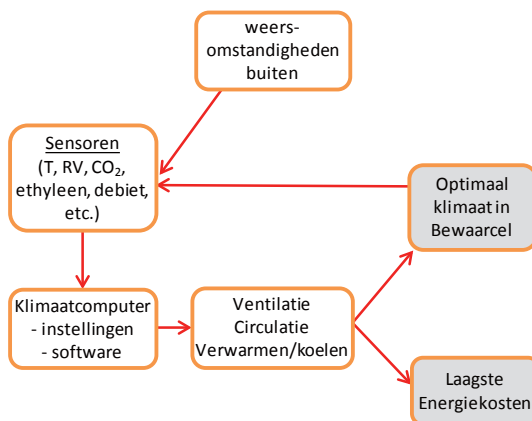 weers-
omstandigheden
buiten
Sensoren
(T, RV, CO₂,
ethyleen, debiet,
etc.)
Optimaal
klimaat in
Bewaarcel
Klimaatcomputer
- instellingen
- software
Ventilatie
Circulatie
Verwarmen/koelen
Laagste
Energiekosten